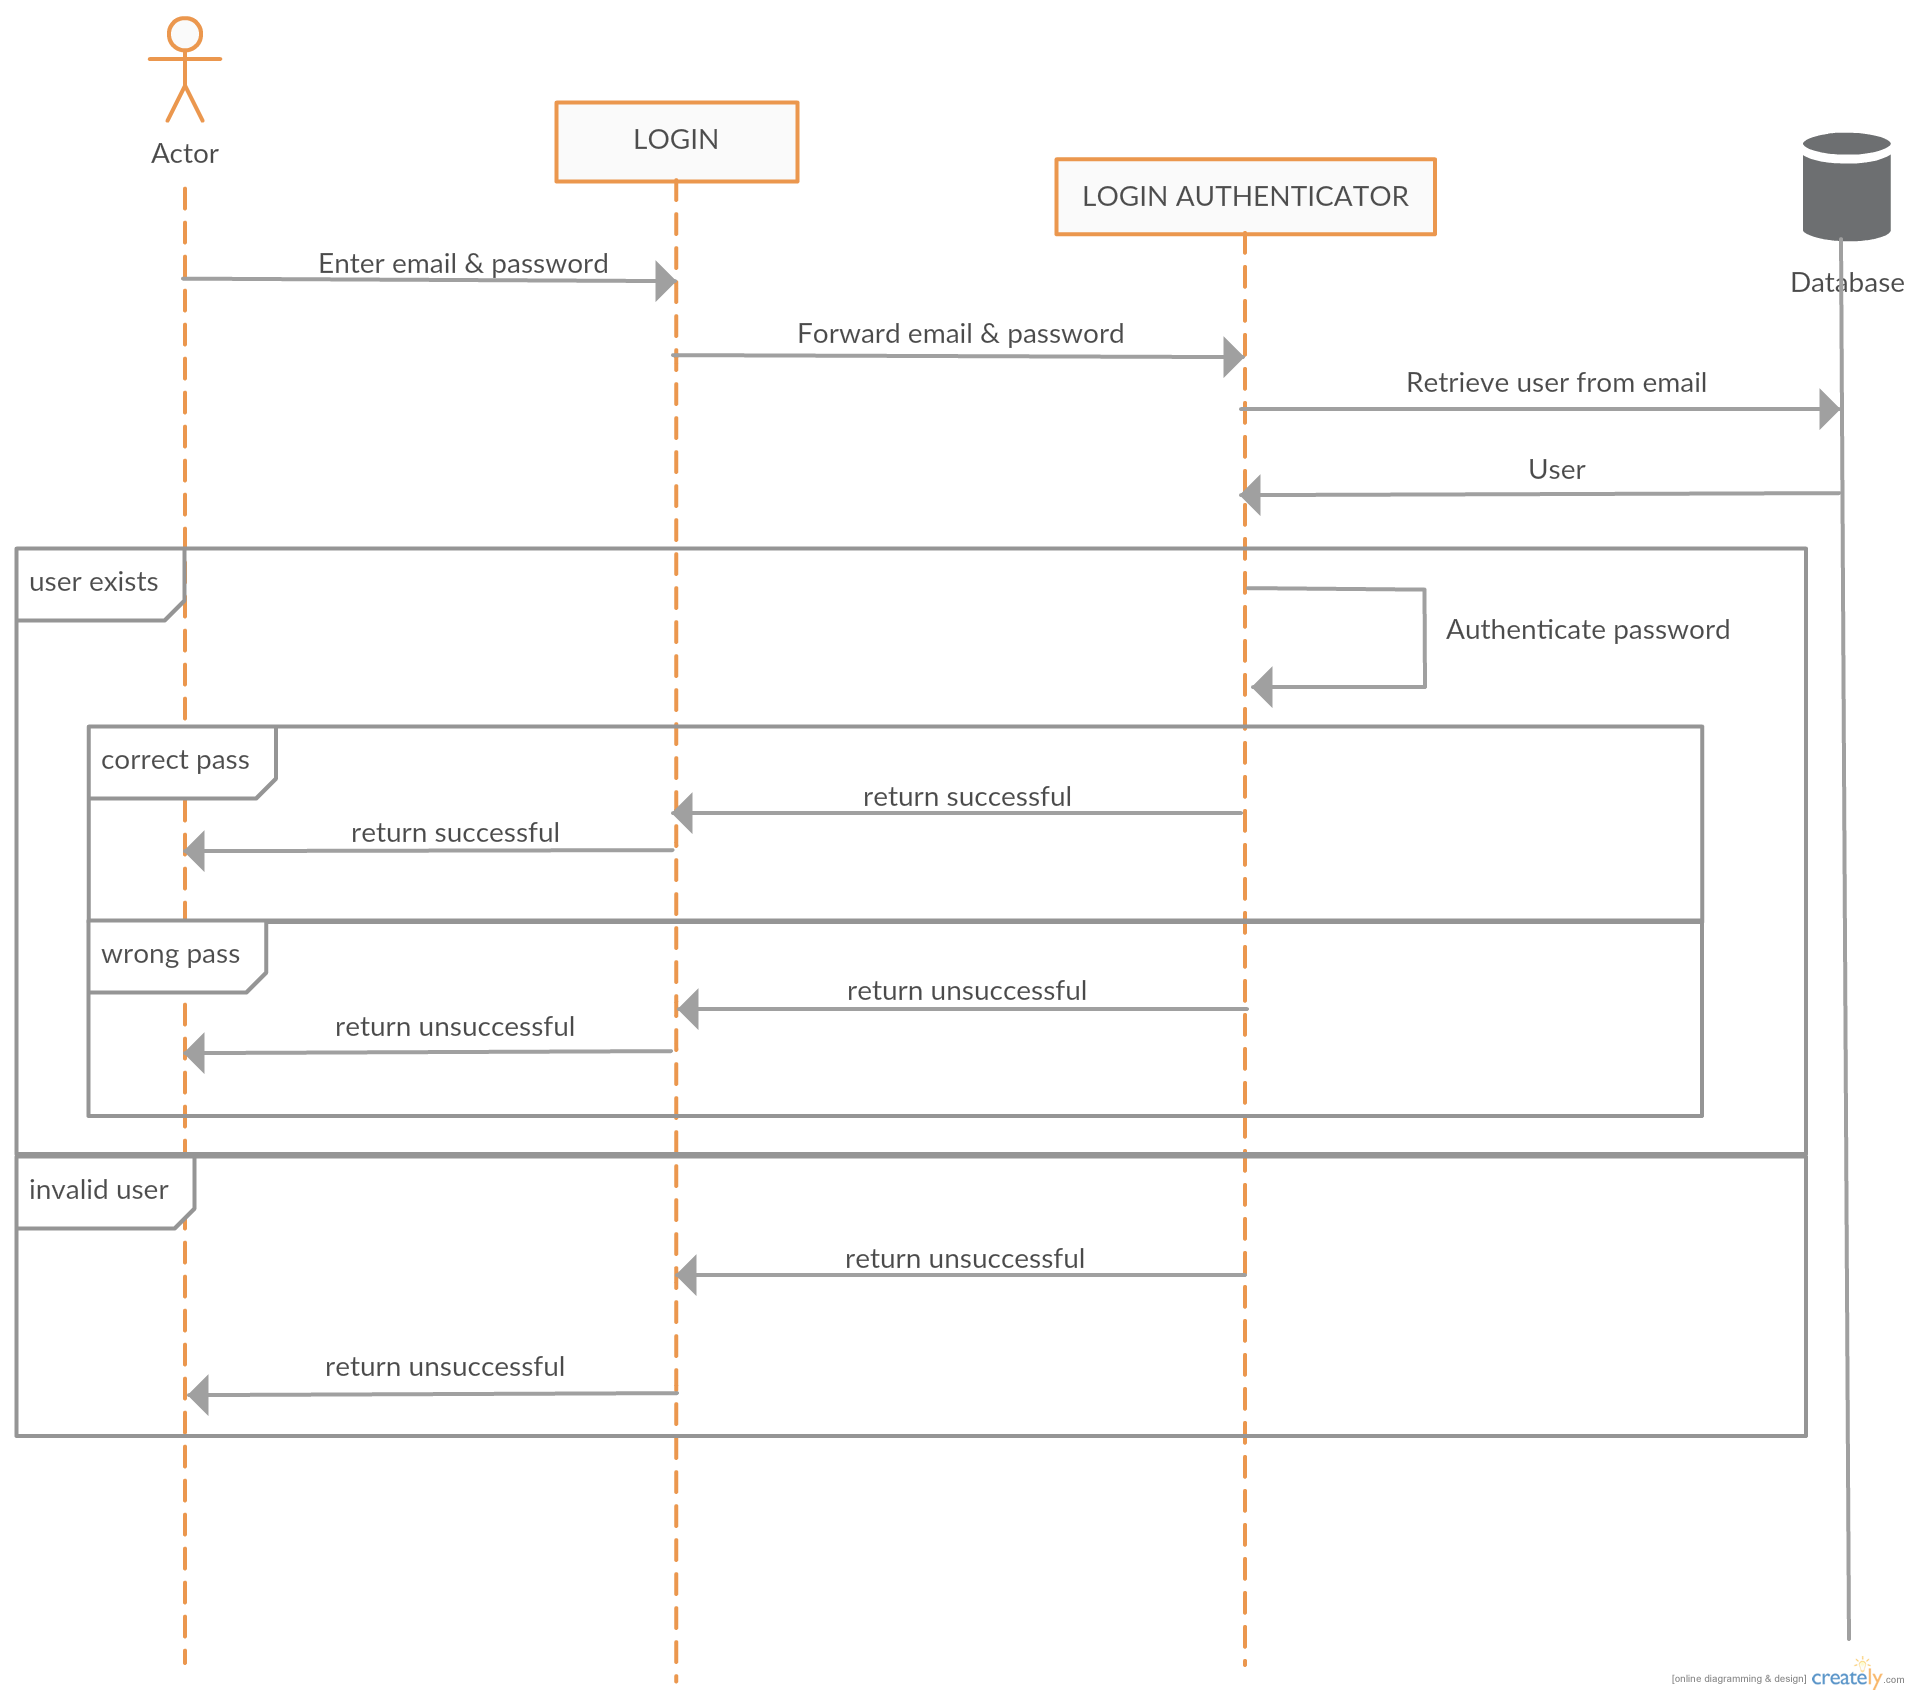 Actor
LOGIN
LOGIN AUTHENTICATOR
Database
Enter email & password
Forward email & password
Retrieve user from email
User
user exists
Authenticate password
correct pass
return successful
return successful
wrong pass
return unsuccessful
return unsuccessful
invalid user
return unsuccessful
return unsuccessful
[online diagramming & design] creately.com